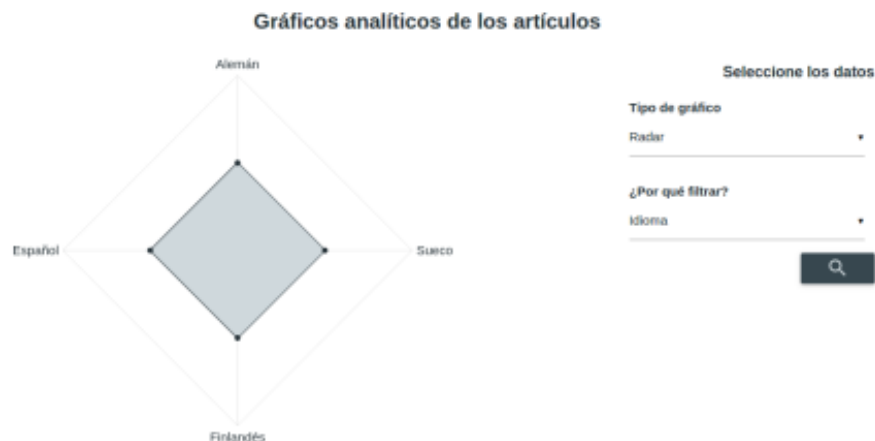 Gráficos analíticos de los artículos
Alemán
Español
Sueco
Finlandés
Seleccione los datos
Tipo de gráfico
Radar
¿Por qué filtrar?
Idioma